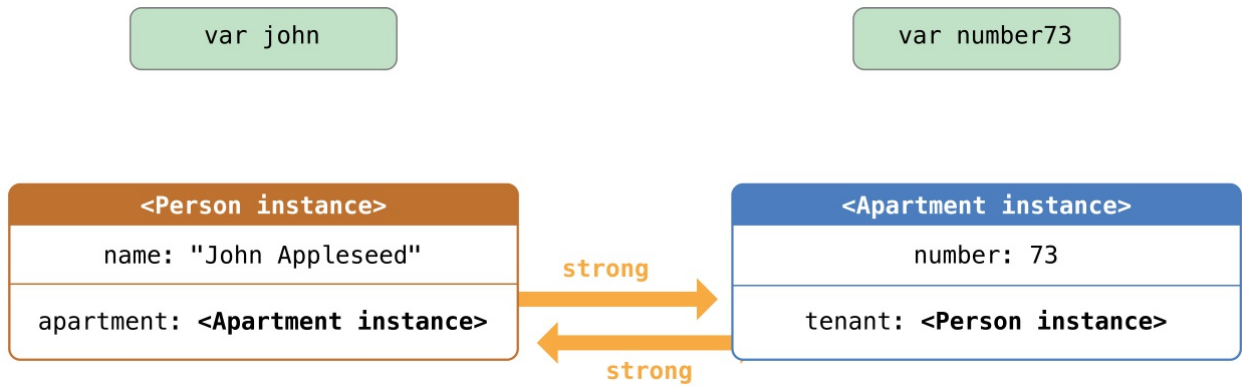 var john
var number73
<Person instance>
<Apartment instance>
name: "John Appleseed"
number: 73
strong
apartment: <Apartment instance>
tenant: <Person instance>
strong